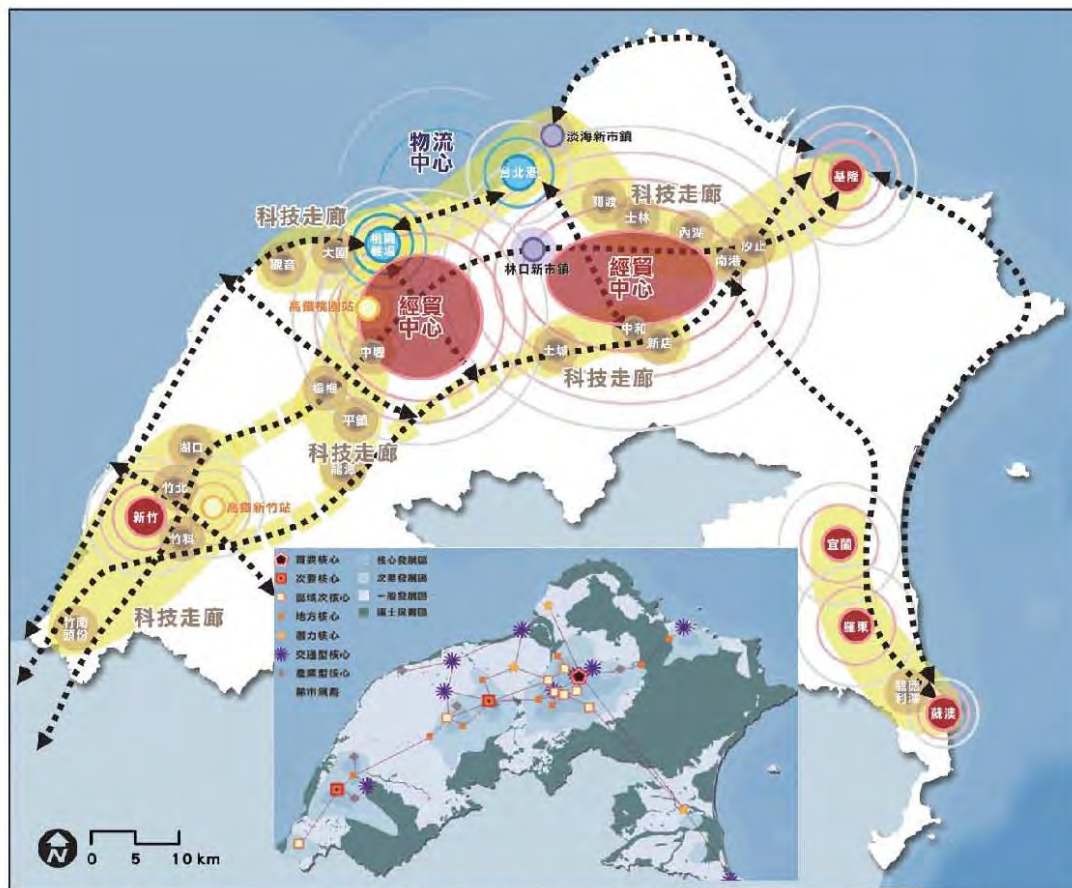 淡海新市鎮
物流
中心
台北港
基隆
科技走廊
關渡
士林
科技走廊
內湖
汐止
桃園
機場
大園
觀音
南港
林口新市鎮
經貿
中心
經貿
中心
高鐵桃園站
中和
新店
土城
中壢
科技走廊
楊梅
平鎮
湖口
科技走廊
龍潭
竹北
高鐵新竹站
新竹
竹科
宜蘭
羅東
科技走廊
竹南
頭份
龍德
利澤
蘇澳
首要核心
核心發展區
次要核心
次要發展區
區域次核心
一般發展區
地方核心
國土保育區
潛力核心
交通型核心
產業型核心
都市風廊
N
0 5 10 km